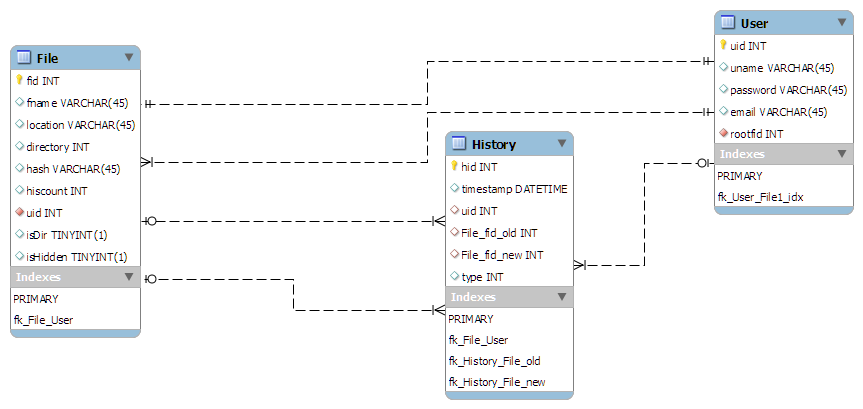 File
fid INT
fname VARCHAR(45)
location VARCHAR(45)
directory INT
hash VARCHAR(45)
hiscount INT
uid INT
isDir TINYINT(1)
isHidden TINYINT(1)
Indexes
PRIMARY
fk_File_User
History
hid INT
timestamp DATETIME
uid INT
File_fid_old INT
File_fid_new INT
type INT
Indexes
PRIMARY
fk_File_User
fk_History_File_old
fk_History_File_new
User
uid INT
uname VARCHAR(45)
password VARCHAR(45)
email VARCHAR(45)
rootfid INT
Indexes
PRIMARY
fk_User_File1_idx